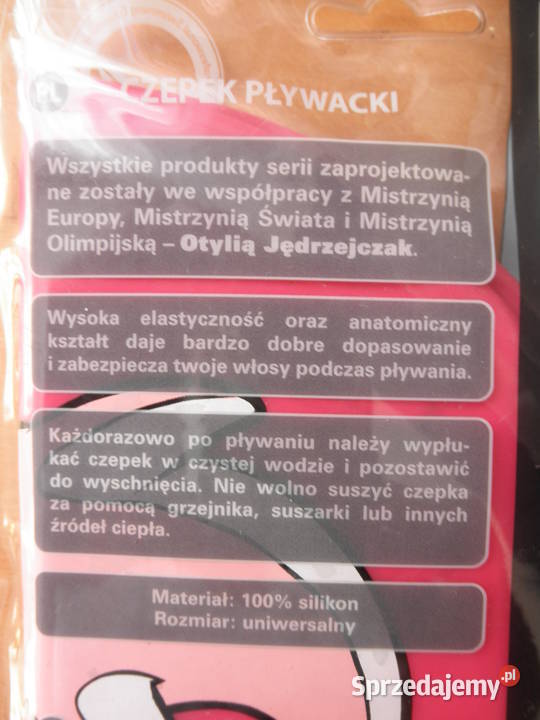 PL
CZEPEK PŁYWACKI
Wszystkie produkty serii zaprojektowa-
ne zostały we współpracy z Mistrzynią
Europy, Mistrzynią Świata i Mistrzynią
Olimpijską – Otylią Jędrzejczak.
Wysoka elastyczność oraz anatomiczny
kształt daje bardzo dobre dopasowanie
i zabezpiecza twoje włosy podczas pływania.
Każdorazowo po pływaniu należy wypłu-
kać czepek w czystej wodzie i pozostawić
do wyschnięcia. Nie wolno suszyć czepka
za pomocą grzejnika, suszarki lub innych
źródeł ciepła.
Materiał: 100% silikon
Rozmiar: uniwersalny
Sprzedajemy.pl